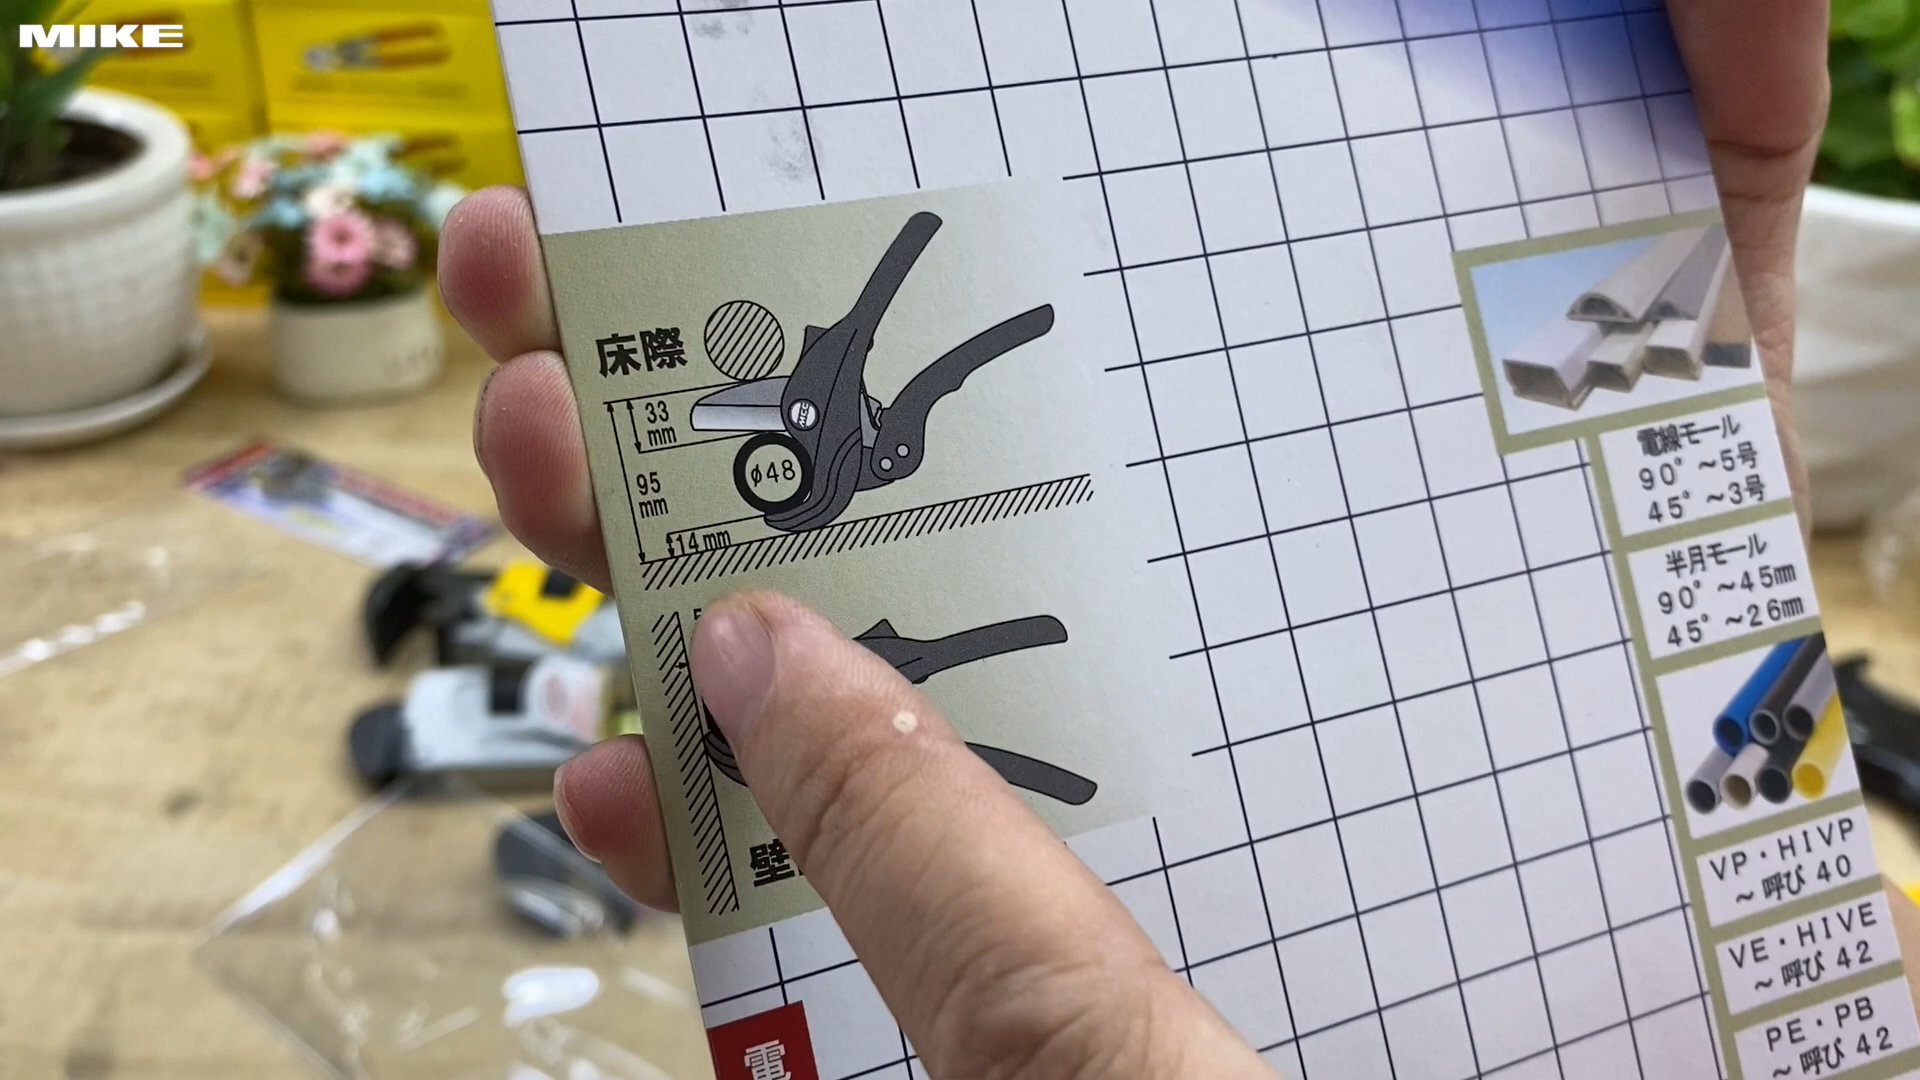 MIKE
床際
33
mm
MCC
ø48
95
mm
14mm
壁
電
電線モール
90°~5号
45°~3号
半月モール
90°~45㎜
45°~26㎜
VP・HIVP
~呼び40
VE・HIVE
~呼び42
PE・PB
~呼び42